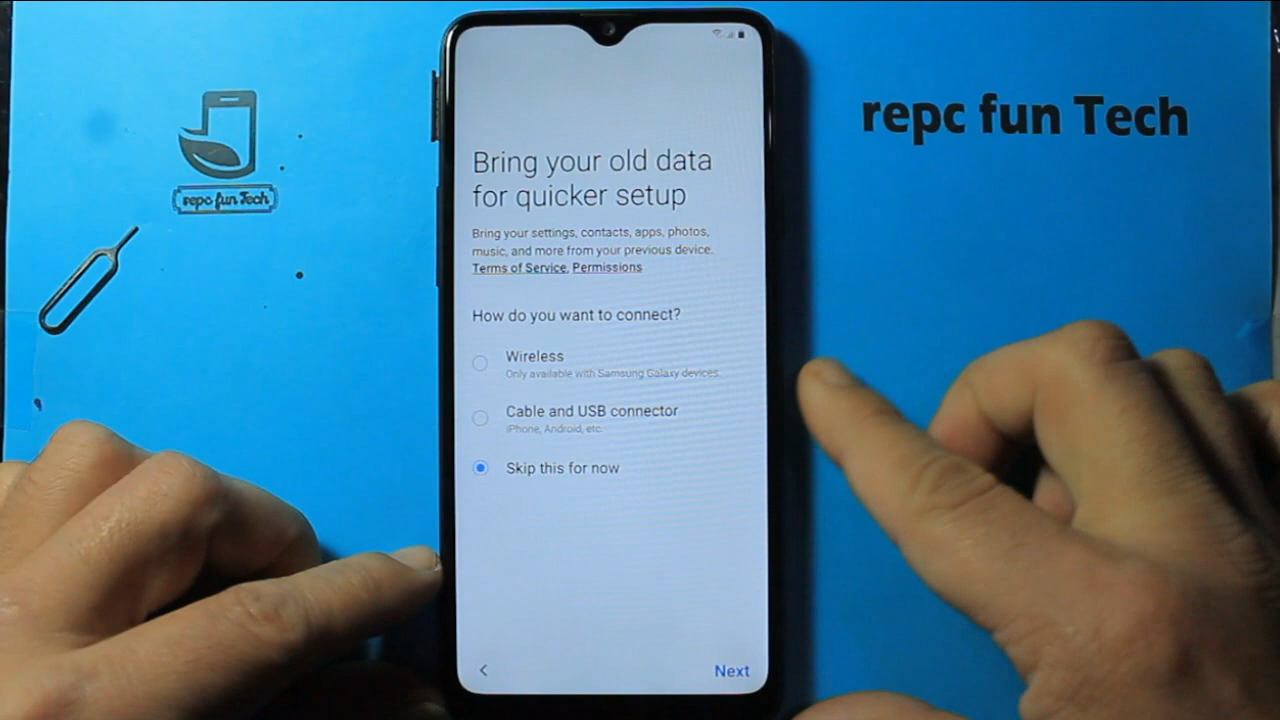 repc fun Tech
repc fun Tech
Bring your old data
for quicker setup
Bring your settings, contacts, apps, photos,
music, and more from your previous device.
Terms of Service, Permissions
How do you want to connect?
Wireless
Only available with Samsung Galaxy devices.
Cable and USB connector
iPhone, Android, etc.
Skip this for now
Next